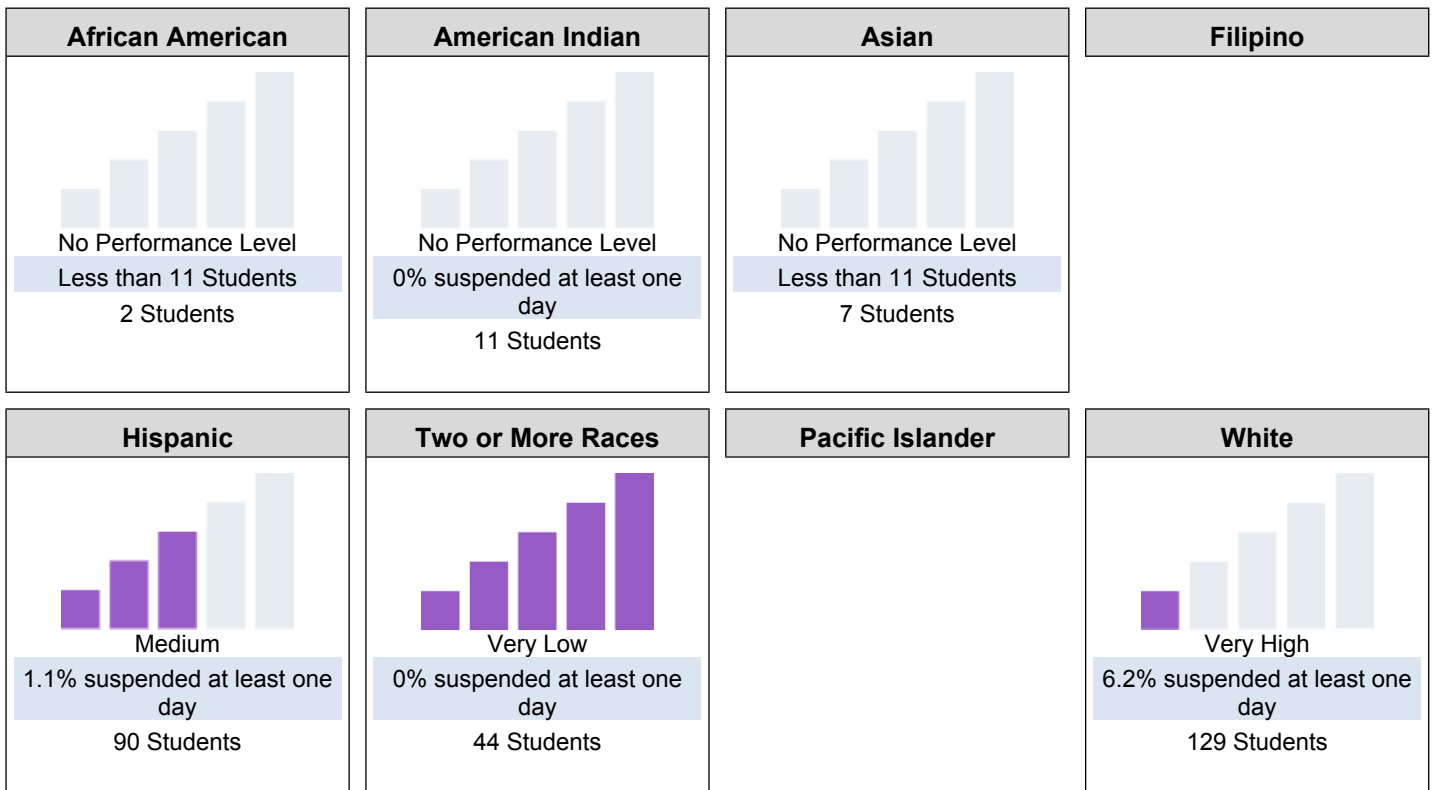 African American
No Performance Level
Less than 11 Students
2 Students
American Indian
No Performance Level
0% suspended at least one
day
11 Students
Asian
No Performance Level
Less than 11 Students
7 Students
Filipino
Hispanic
Medium
1.1% suspended at least one
day
90 Students
Two or More Races
Very Low
0% suspended at least one
day
44 Students
Pacific Islander
White
Very High
6.2% suspended at least one
day
129 Students